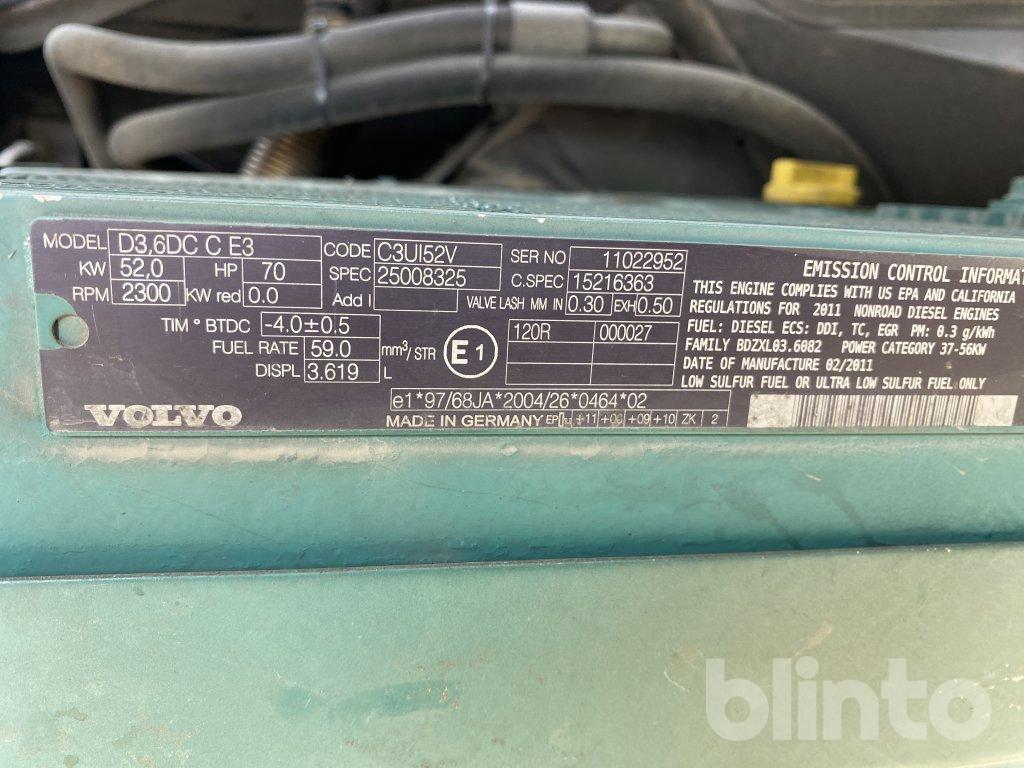 MODEL D3,6DC C E3 CODE C3UI52V SER NO 11022952
KW 52,0 HP 70 SPEC 25008325 C.SPEC 15216363
RPM 2300 KW red 0.0 Add I VALVE LASH MM IN 0.30 EXH 0.50
TIM ° BTDC -4.0±0.5
FUEL RATE 59.0 mm³/STR
DISPL 3.619 L
E1
120R 000027
e1*97/68JA*2004/26*0464*02
VOLVO
MADE IN GERMANY +11 +06 +09 +10 ZK 2
EMISSION CONTROL INFORMAT
THIS ENGINE COMPLIES WITH US EPA AND CALIFORNIA
REGULATIONS FOR 2011 NONROAD DIESEL ENGINES
FUEL: DIESEL ECS: DDI, TC, EGR PM: 0.3 g/kWh
FAMILY BDZXL03.6082 POWER CATEGORY 37-56KW
DATE OF MANUFACTURE 02/2011
LOW SULFUR FUEL OR ULTRA LOW SULFUR FUEL ONLY
blinto